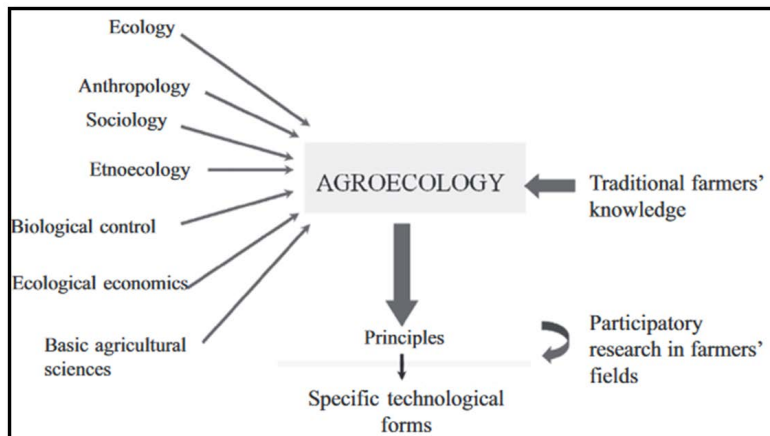 Ecology
Anthropology
Sociology
Etnoecology
Biological control
Ecological economics
Basic agricultural
sciences
AGROECOLOGY
Traditional farmers’
knowledge
Principles
Participatory
research in farmers’
fields
Specific technological
forms